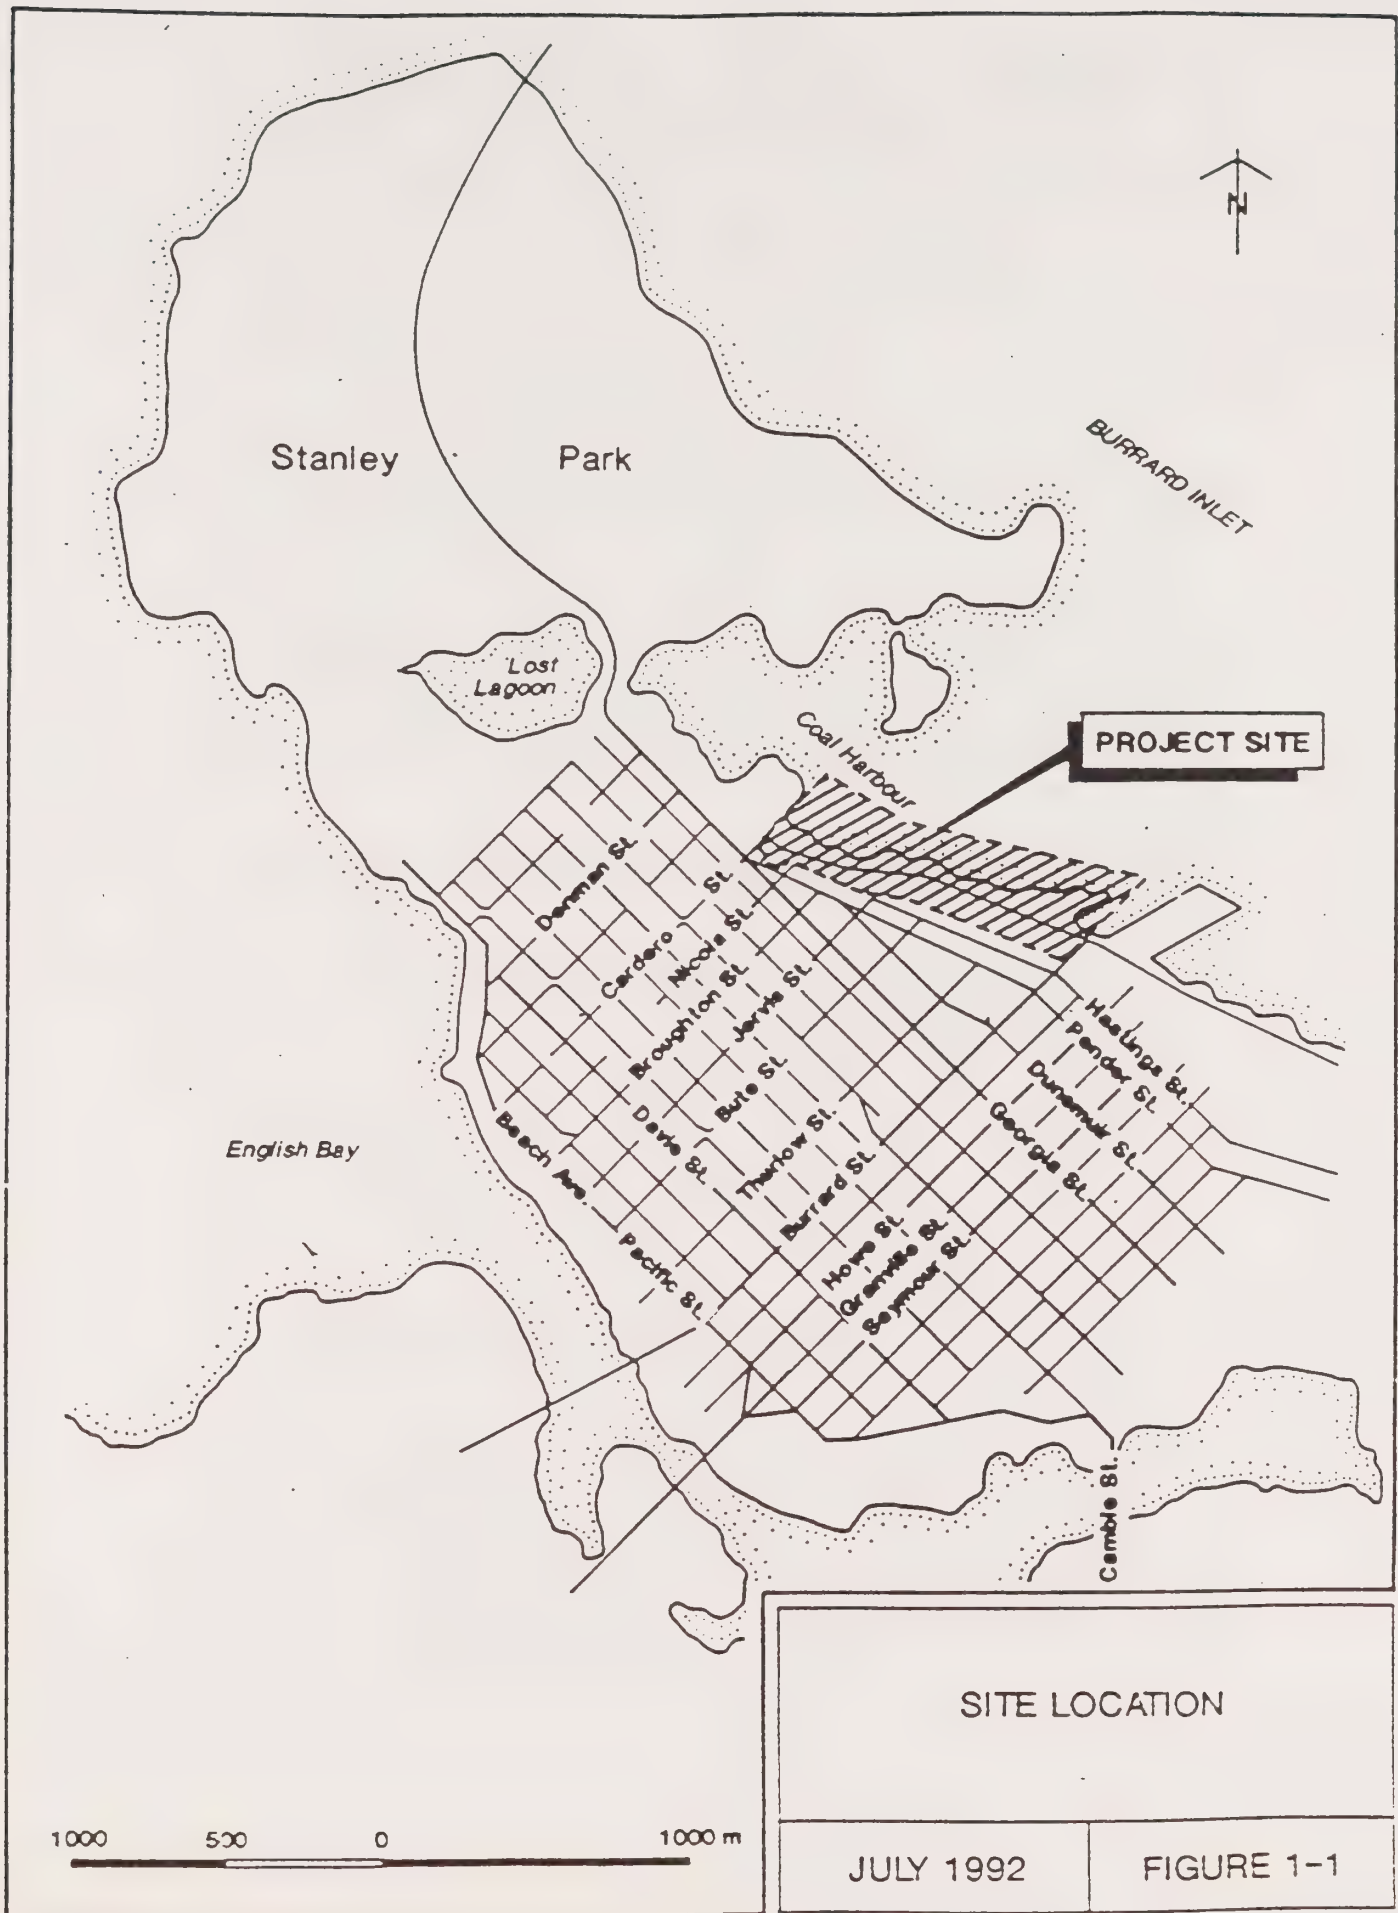 N
Stanley Park
BURRARD INLET
Lost
Lagoon
Coal Harbour
PROJECT SITE
Denman St.
Cardero St.
Nicola St.
Broughton St.
Jervis St.
Bute St.
Davie St.
Thurlow St.
Burrard St.
Howe St.
Granville St.
Seymour St.
Hastings St.
Pender St.
Dunsmuir St.
Georgia St.
Beach Ave.
Pacific St.
English Bay
Cambie St.
SITE LOCATION
1000 500 0 1000 m
JULY 1992
FIGURE 1-1